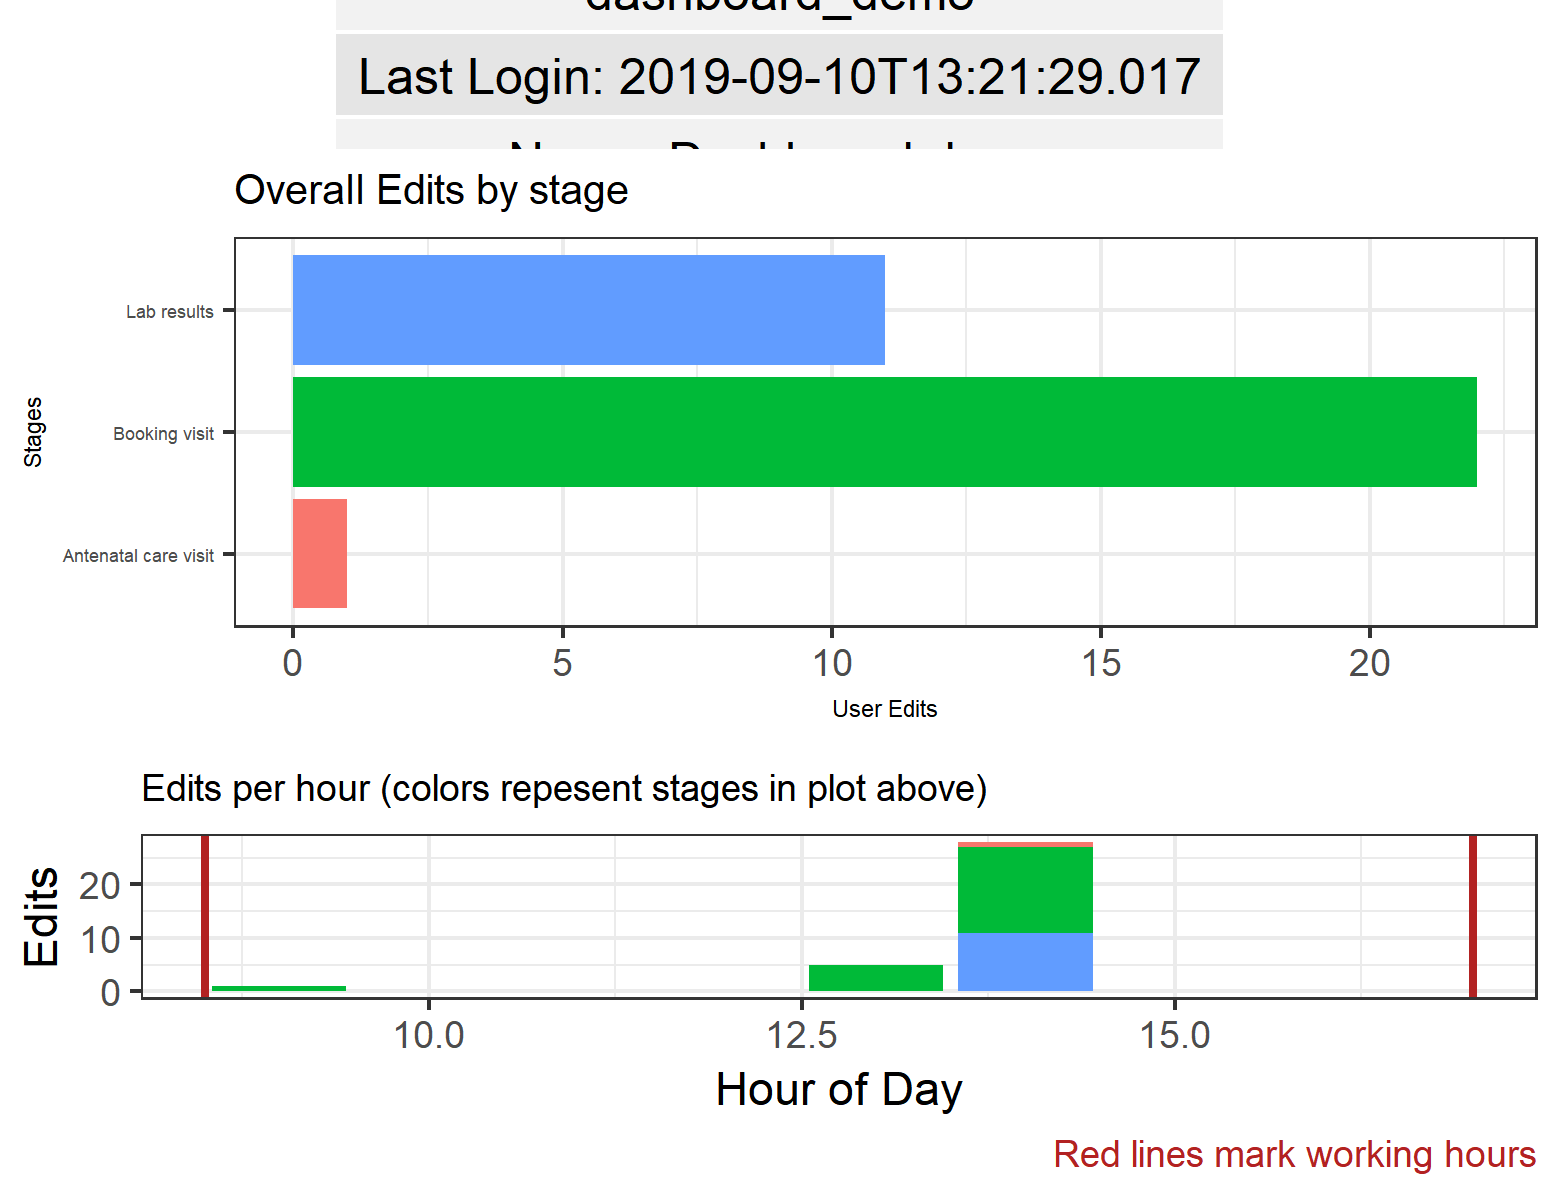 dashboard_demo
Last Login: 2019-09-10T13:21:29.017
Overall Edits by stage
Lab results
Booking visit
Antenatal care visit
Stages
0 5 10 15 20
User Edits
Edits per hour (colors repesent stages in plot above)
Edits
20
10
0
10.0 12.5 15.0
Hour of Day
Red lines mark working hours